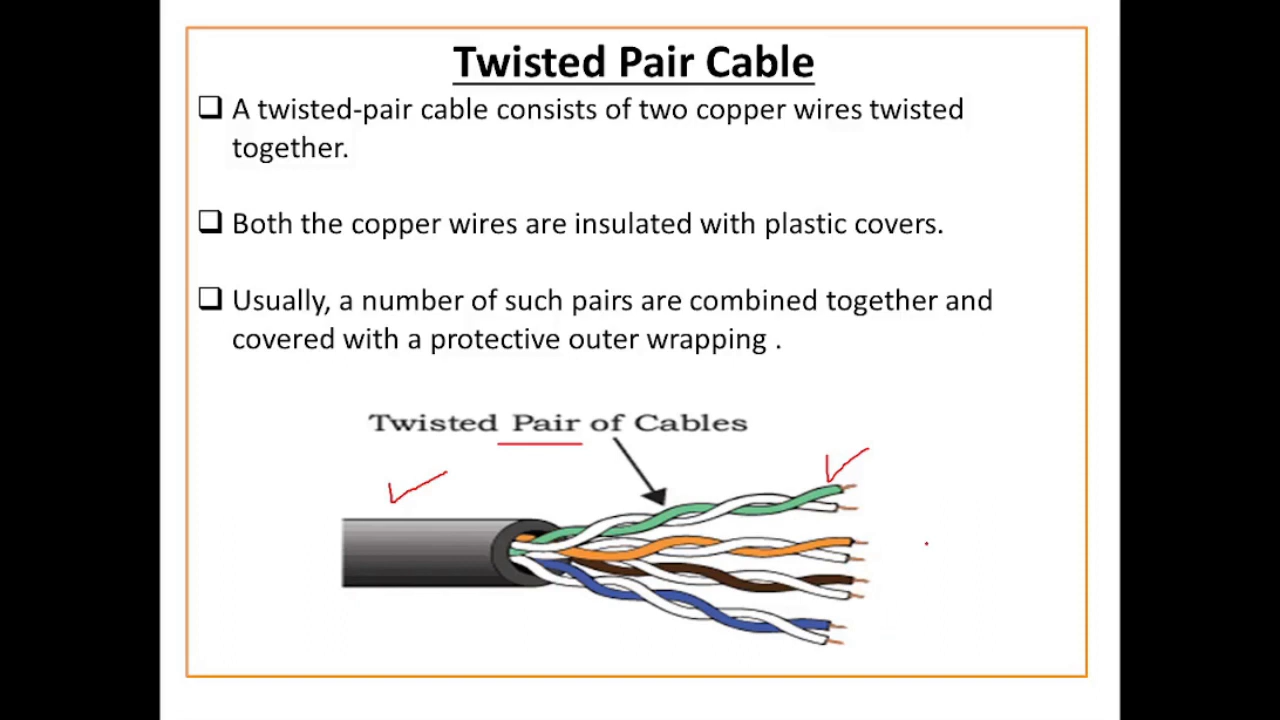 Twisted Pair Cable
❑ A twisted-pair cable consists of two copper wires twisted
together.
❑ Both the copper wires are insulated with plastic covers.
❑ Usually, a number of such pairs are combined together and
covered with a protective outer wrapping .
Twisted Pair of Cables